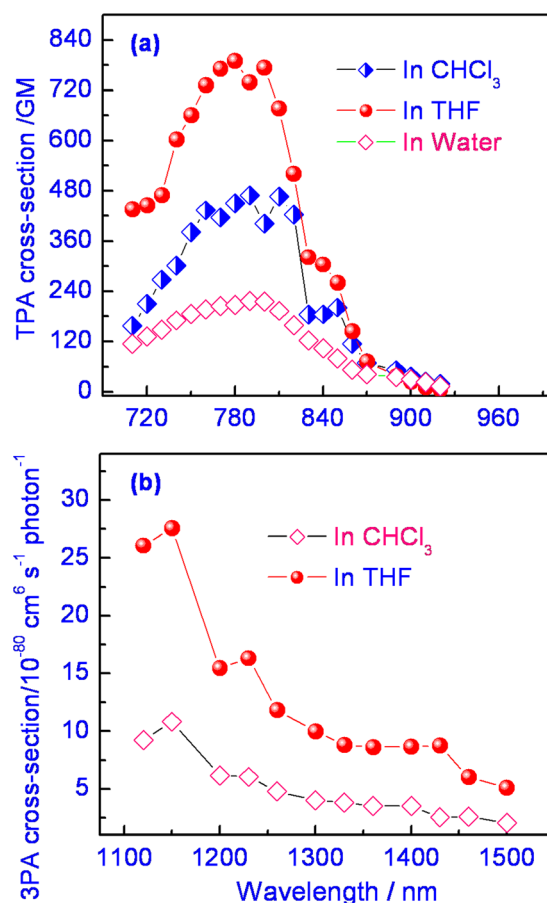 (a)
In CHCl3
In THF
In Water
TPA cross-section /GM
840
720
600
480
360
240
120
0
720
780
840
900
960
(b)
In CHCl3
In THF
3PA cross-section/10-80 cm6 s-1 photon-1
30
25
20
15
10
5
1100
1200
1300
1400
1500
Wavelength / nm